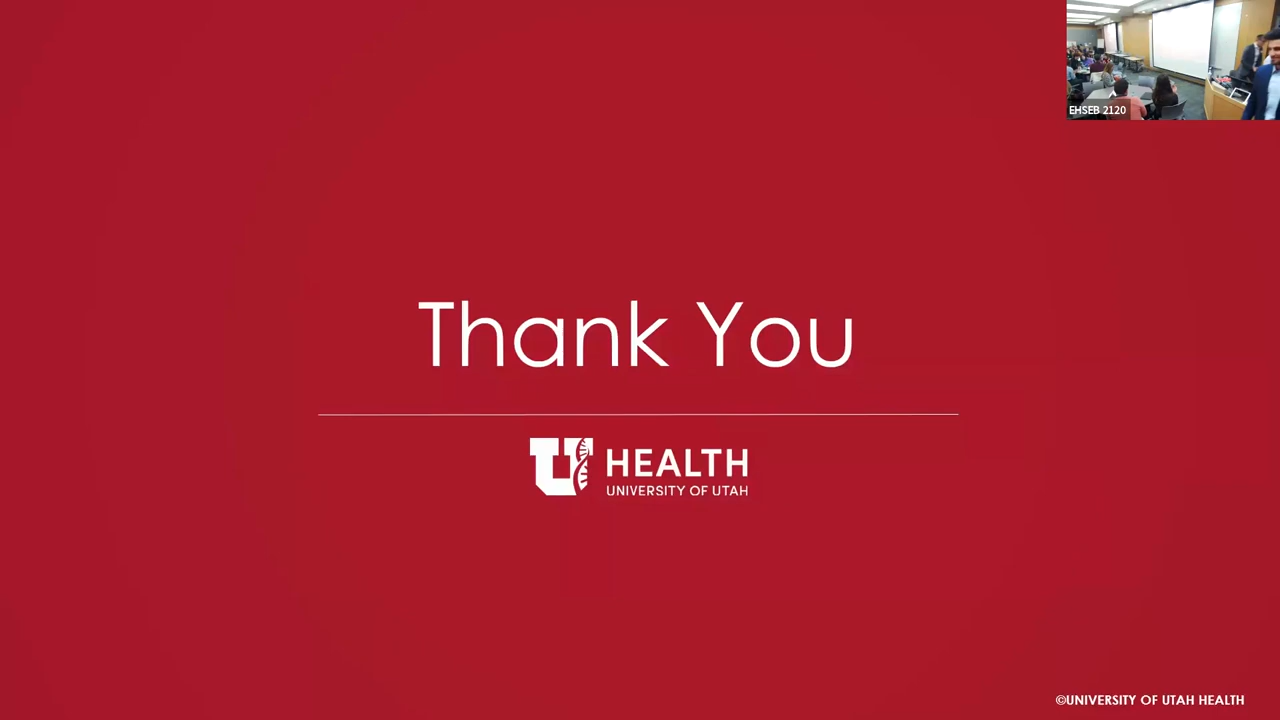 EHSEB 2120
Thank You
HEALTH
UNIVERSITY OF UTAH
©UNIVERSITY OF UTAH HEALTH